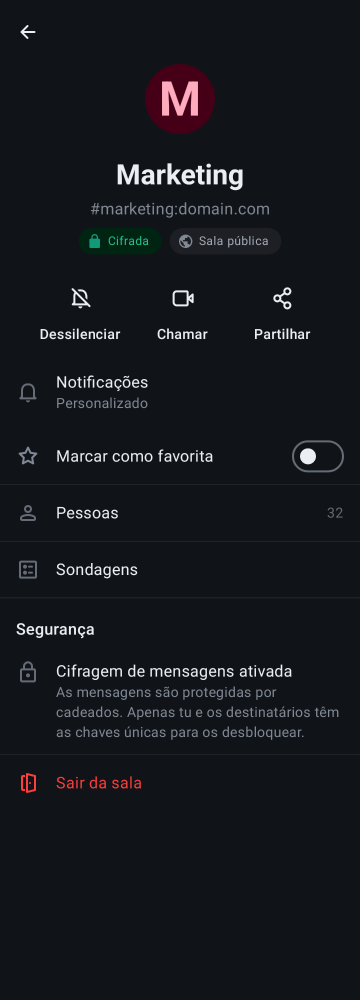 M
Marketing
#marketing:domain.com
Cifrada
Sala pública
Dessilenciar
Chamar
Partilhar
Notificações
Personalizado
Marcar como favorita
Pessoas
32
Sondagens
Segurança
Cifragem de mensagens ativada
As mensagens são protegidas por
cadeados. Apenas tu e os destinatários têm
as chaves únicas para os desbloquear.
Sair da sala